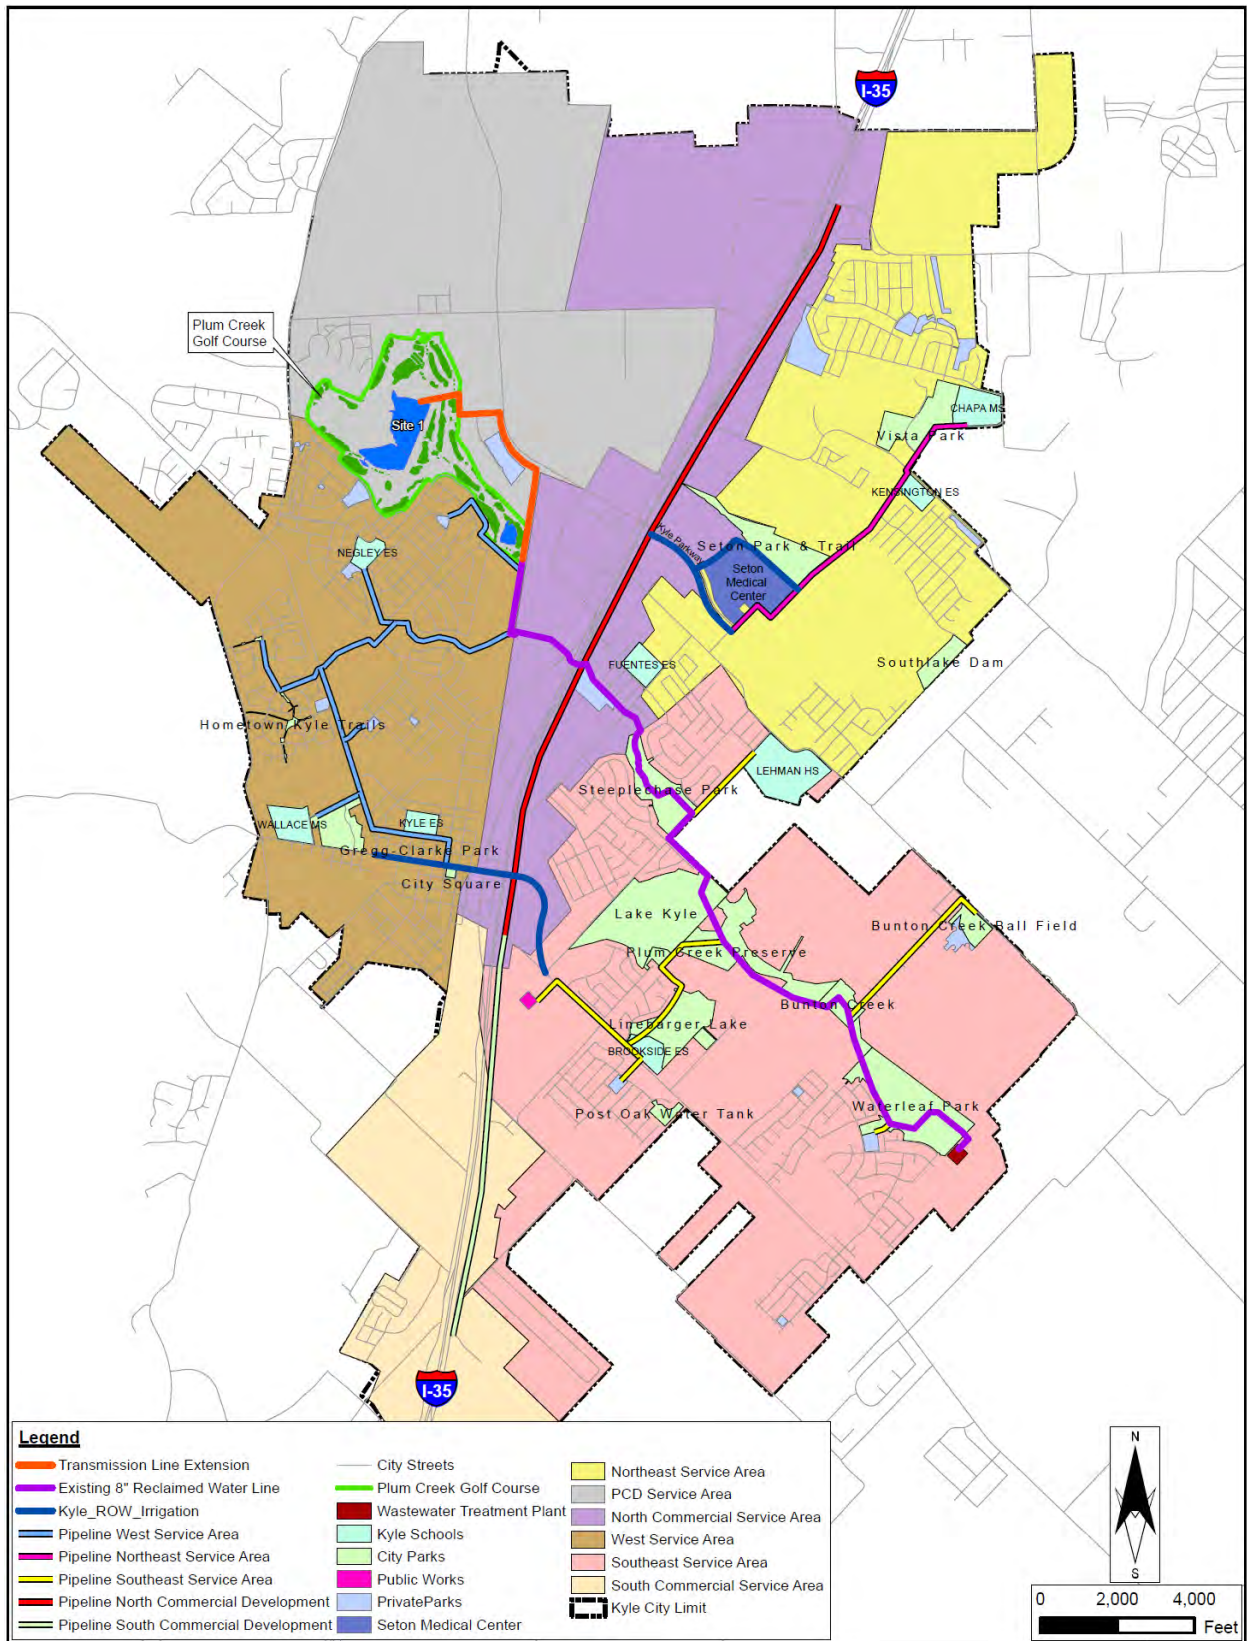 I-35
Plum Creek
Golf Course
Site 1
CHAPA MS
Vista Park
KENSINGTON ES
Kyle Parkway
Seton Park & Trail
NEGLEY ES
Seton
Medical
Center
FUENTES ES
Southlake Dam
Hometown Kyle Trails
LEHMAN HS
Steeplechase Park
WALLACE MS
KYLE ES
Gregg-Clarke Park
City Square
Lake Kyle
Bunton Creek Ball Field
Plum Creek Preserve
Bunton Creek
Linebarger Lake
BROOKSIDE ES
Post Oak Water Tank
Waterleaf Park
I-35
Legend
Transmission Line Extension
Existing 8" Reclaimed Water Line
Kyle_ROW_Irrigation
Pipeline West Service Area
Pipeline Northeast Service Area
Pipeline Southeast Service Area
Pipeline North Commercial Development
Pipeline South Commercial Development
City Streets
Plum Creek Golf Course
Wastewater Treatment Plant
Kyle Schools
City Parks
Public Works
PrivateParks
Seton Medical Center
Northeast Service Area
PCD Service Area
North Commercial Service Area
West Service Area
Southeast Service Area
South Commercial Service Area
Kyle City Limit
N
S
0 2,000 4,000
Feet